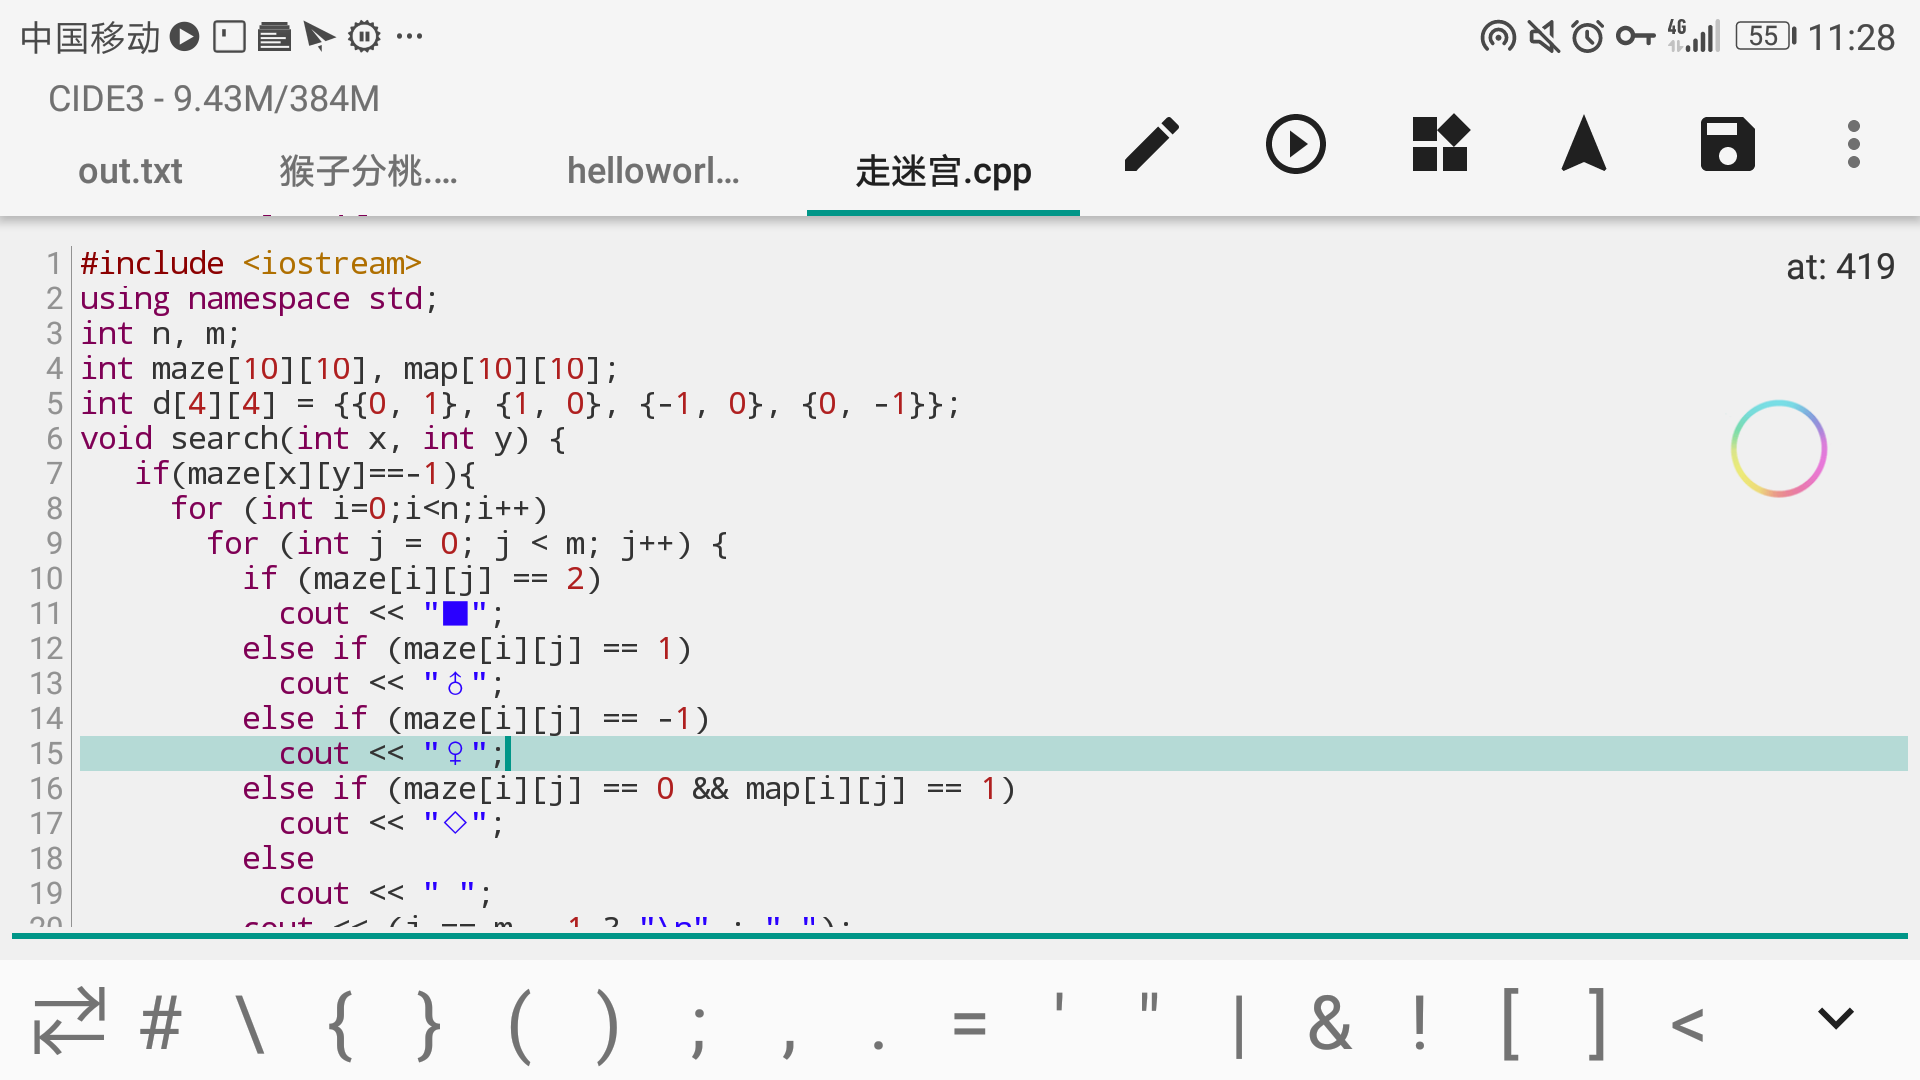 中国移动 4G 55 11:28
CIDE3 - 9.43M/384M
out.txt 猴子分桃.... helloworl... 走迷宫.cpp
at: 419
1 #include <iostream>
2 using namespace std;
3 int n, m;
4 int maze[10][10], map[10][10];
5 int d[4][4] = {{0, 1}, {1, 0}, {-1, 0}, {0, -1}};
6 void search(int x, int y) {
7 if(maze[x][y]==-1){
8 for (int i=0;i<n;i++)
9 for (int j = 0; j < m; j++) {
10 if (maze[i][j] == 2)
11 cout << "■";
12 else if (maze[i][j] == 1)
13 cout << "♂";
14 else if (maze[i][j] == -1)
15 cout << "♀";
16 else if (maze[i][j] == 0 && map[i][j] == 1)
17 cout << "◇";
18 else
19 cout << " ";
20 cout << (j == m - 1 ? "\n" : " ");
# \ { } ( ) ; , . = ' " | & ! [ ] <